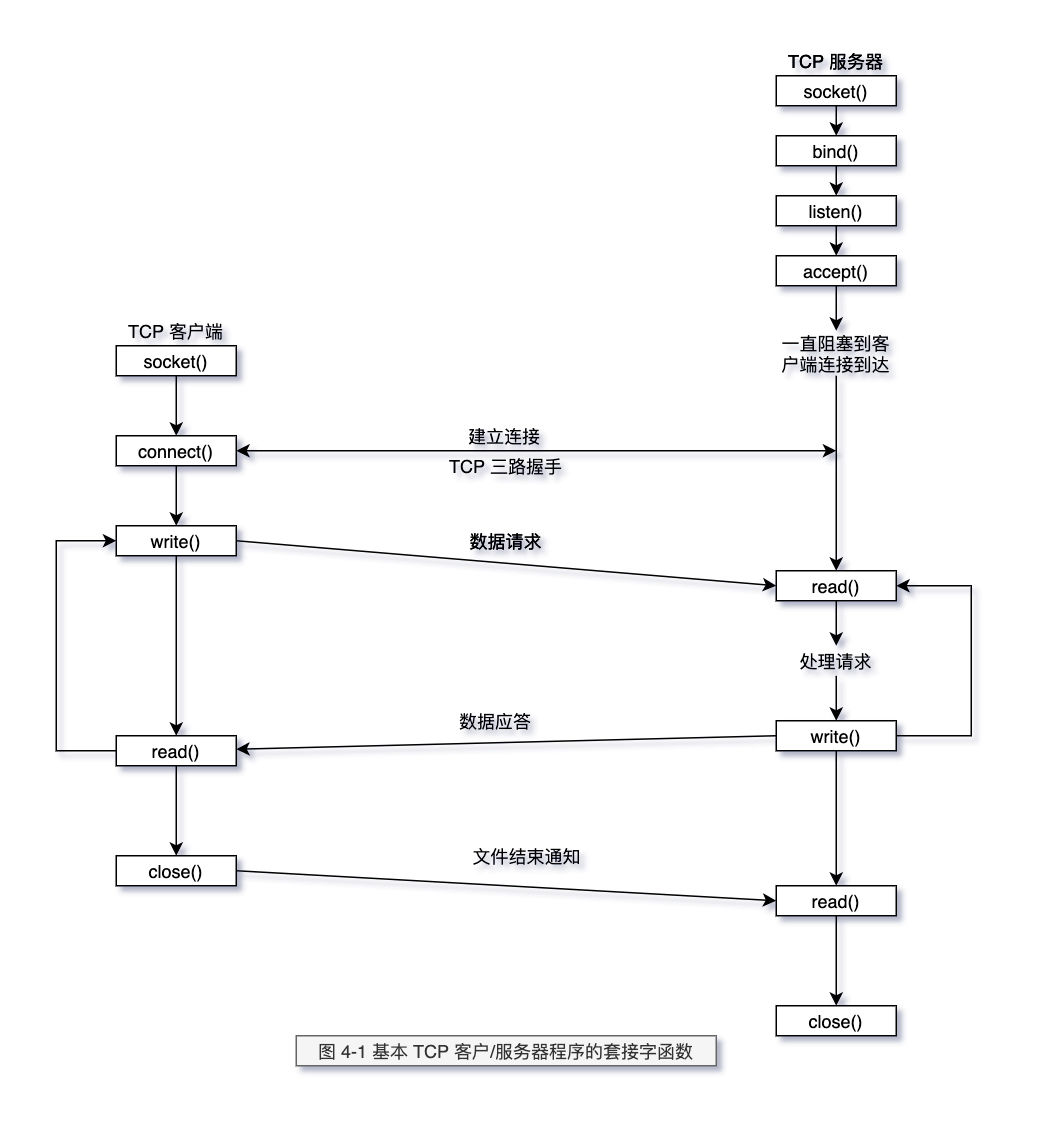 TCP 服务器
socket()
bind()
listen()
accept()
一直阻塞到客
户端连接到达
TCP 客户端
socket()
connect()
建立连接
TCP 三路握手
write()
数据请求
read()
处理请求
数据应答
write()
read()
文件结束通知
close()
read()
close()
图 4-1 基本 TCP 客户/服务器程序的套接字函数